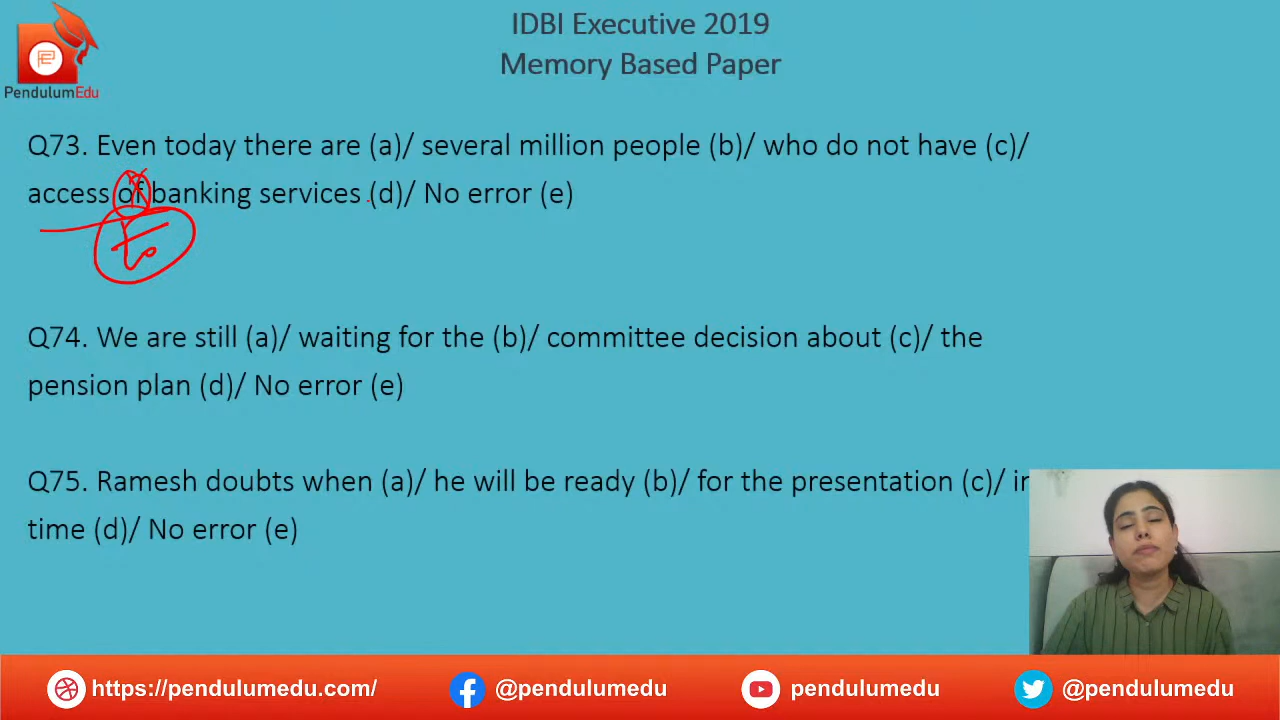 IDBI Executive 2019
Memory Based Paper
PendulumEdu
Q73. Even today there are (a)/ several million people (b)/ who do not have (c)/
access of banking services (d)/ No error (e)
to
Q74. We are still (a)/ waiting for the (b)/ committee decision about (c)/ the
pension plan (d)/ No error (e)
Q75. Ramesh doubts when (a)/ he will be ready (b)/ for the presentation (c)/ in
time (d)/ No error (e)
https://pendulumedu.com/ @pendulumedu pendulumedu @pendulumedu